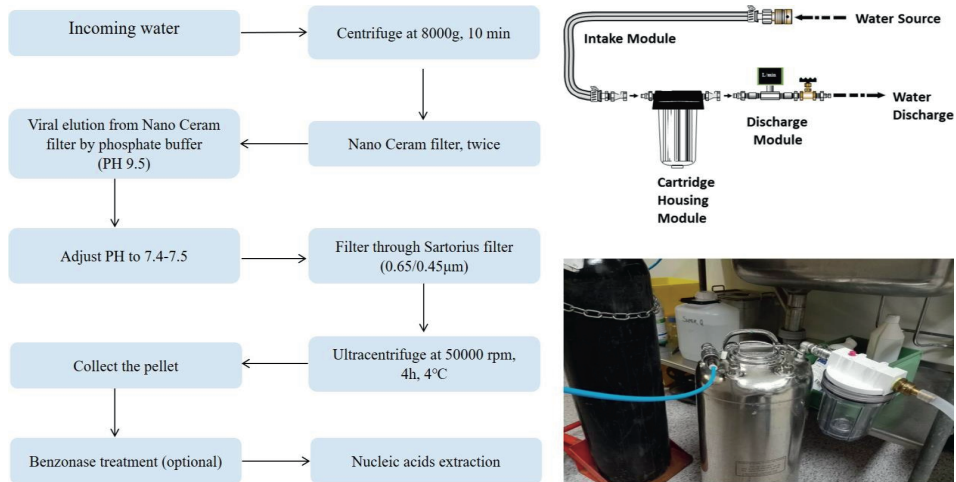 Incoming water
Centrifuge at 8000g, 10 min
Viral elution from Nano Ceram
filter by phosphate buffer
(PH 9.5)
Nano Ceram filter, twice
Adjust PH to 7.4-7.5
Filter through Sartorius filter
(0.65/0.45μm)
Collect the pellet
Ultracentrifuge at 50000 rpm,
4h, 4℃
Benzonase treatment (optional)
Nucleic acids extraction
Water Source
Intake Module
L/min
Water
Discharge
Discharge
Module
Cartridge
Housing
Module